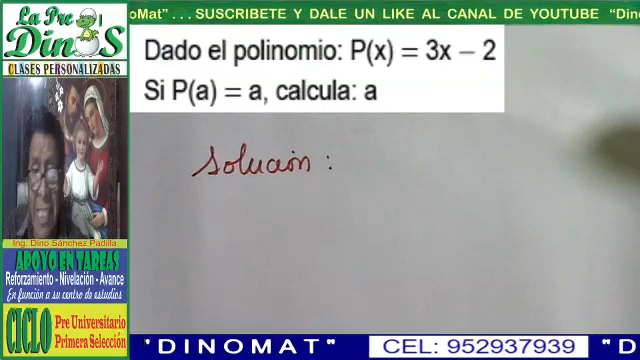 La Pre
DinoS
CLASES PERSONALIZADAS
oMat" . . . SUSCRIBETE Y DALE UN LIKE AL CANAL DE YOUTUBE "Dino
Dado el polinomio: P(x) = 3x – 2
Si P(a) = a, calcula: a
Solución :
Ing. Dino Sánchez Padilla
APOYO EN TAREAS
Reforzamiento - Nivelación - Avance
En función a su centro de estudios
CICLO Pre Universitario
Primera Selección
"DINOMAT"
CEL: 952937939
"D